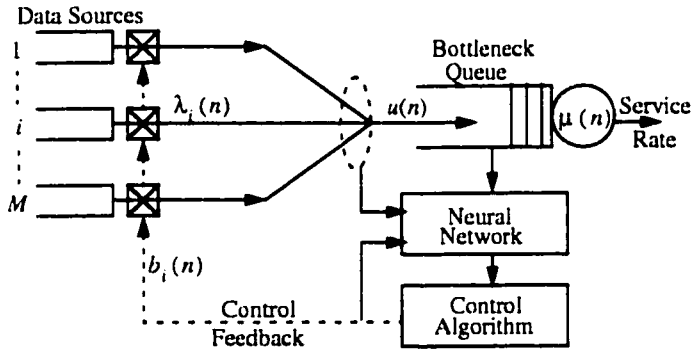 Data Sources
1
i
M
λi(n)
bi(n)
u(n)
Bottleneck
Queue
μ(n)
Service
Rate
Neural
Network
Control
Algorithm
Control
Feedback